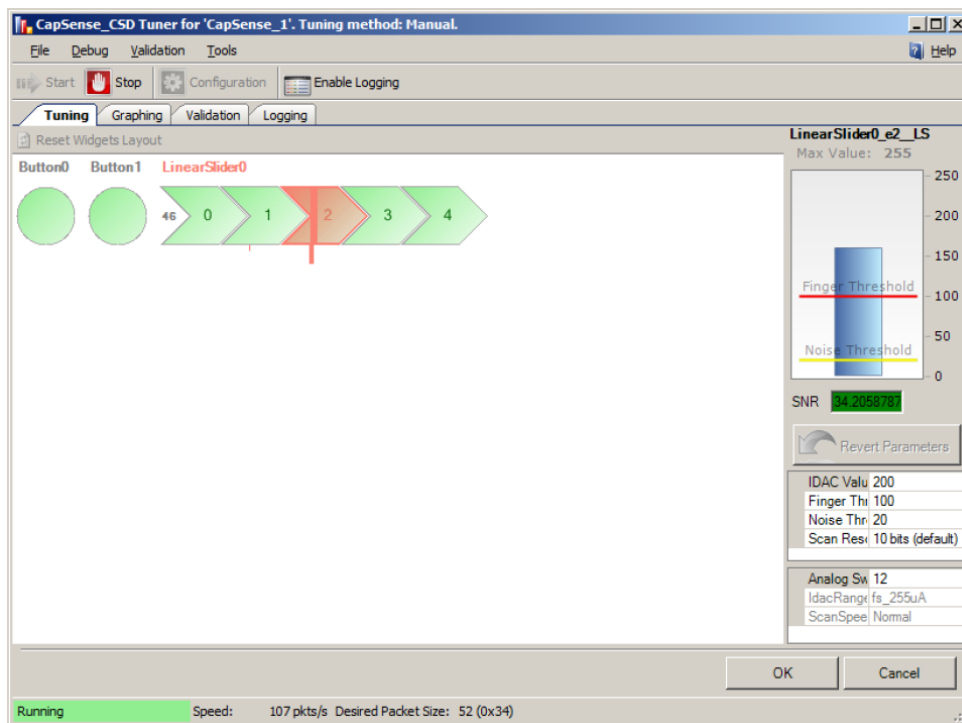 CapSense_CSD Tuner for 'CapSense_1'. Tuning method: Manual.
File Debug Validation Tools Help
Start Stop Configuration Enable Logging
Tuning Graphing Validation Logging
Reset Widgets Layout
Button0 Button1 LinearSlider0
46 0 1 2 3 4
LinearSlider0_e2__LS
Max Value: 255
250
200
150
Finger Threshold
100
50
Noise Threshold
0
SNR 34.2058787
Revert Parameters
IDAC Valu 200
Finger Thr 100
Noise Thr 20
Scan Reso 10 bits (default)
Analog Sw 12
IdacRange fs_255uA
ScanSpee Normal
OK Cancel
Running Speed: 107 pkts/s Desired Packet Size: 52 (0x34)